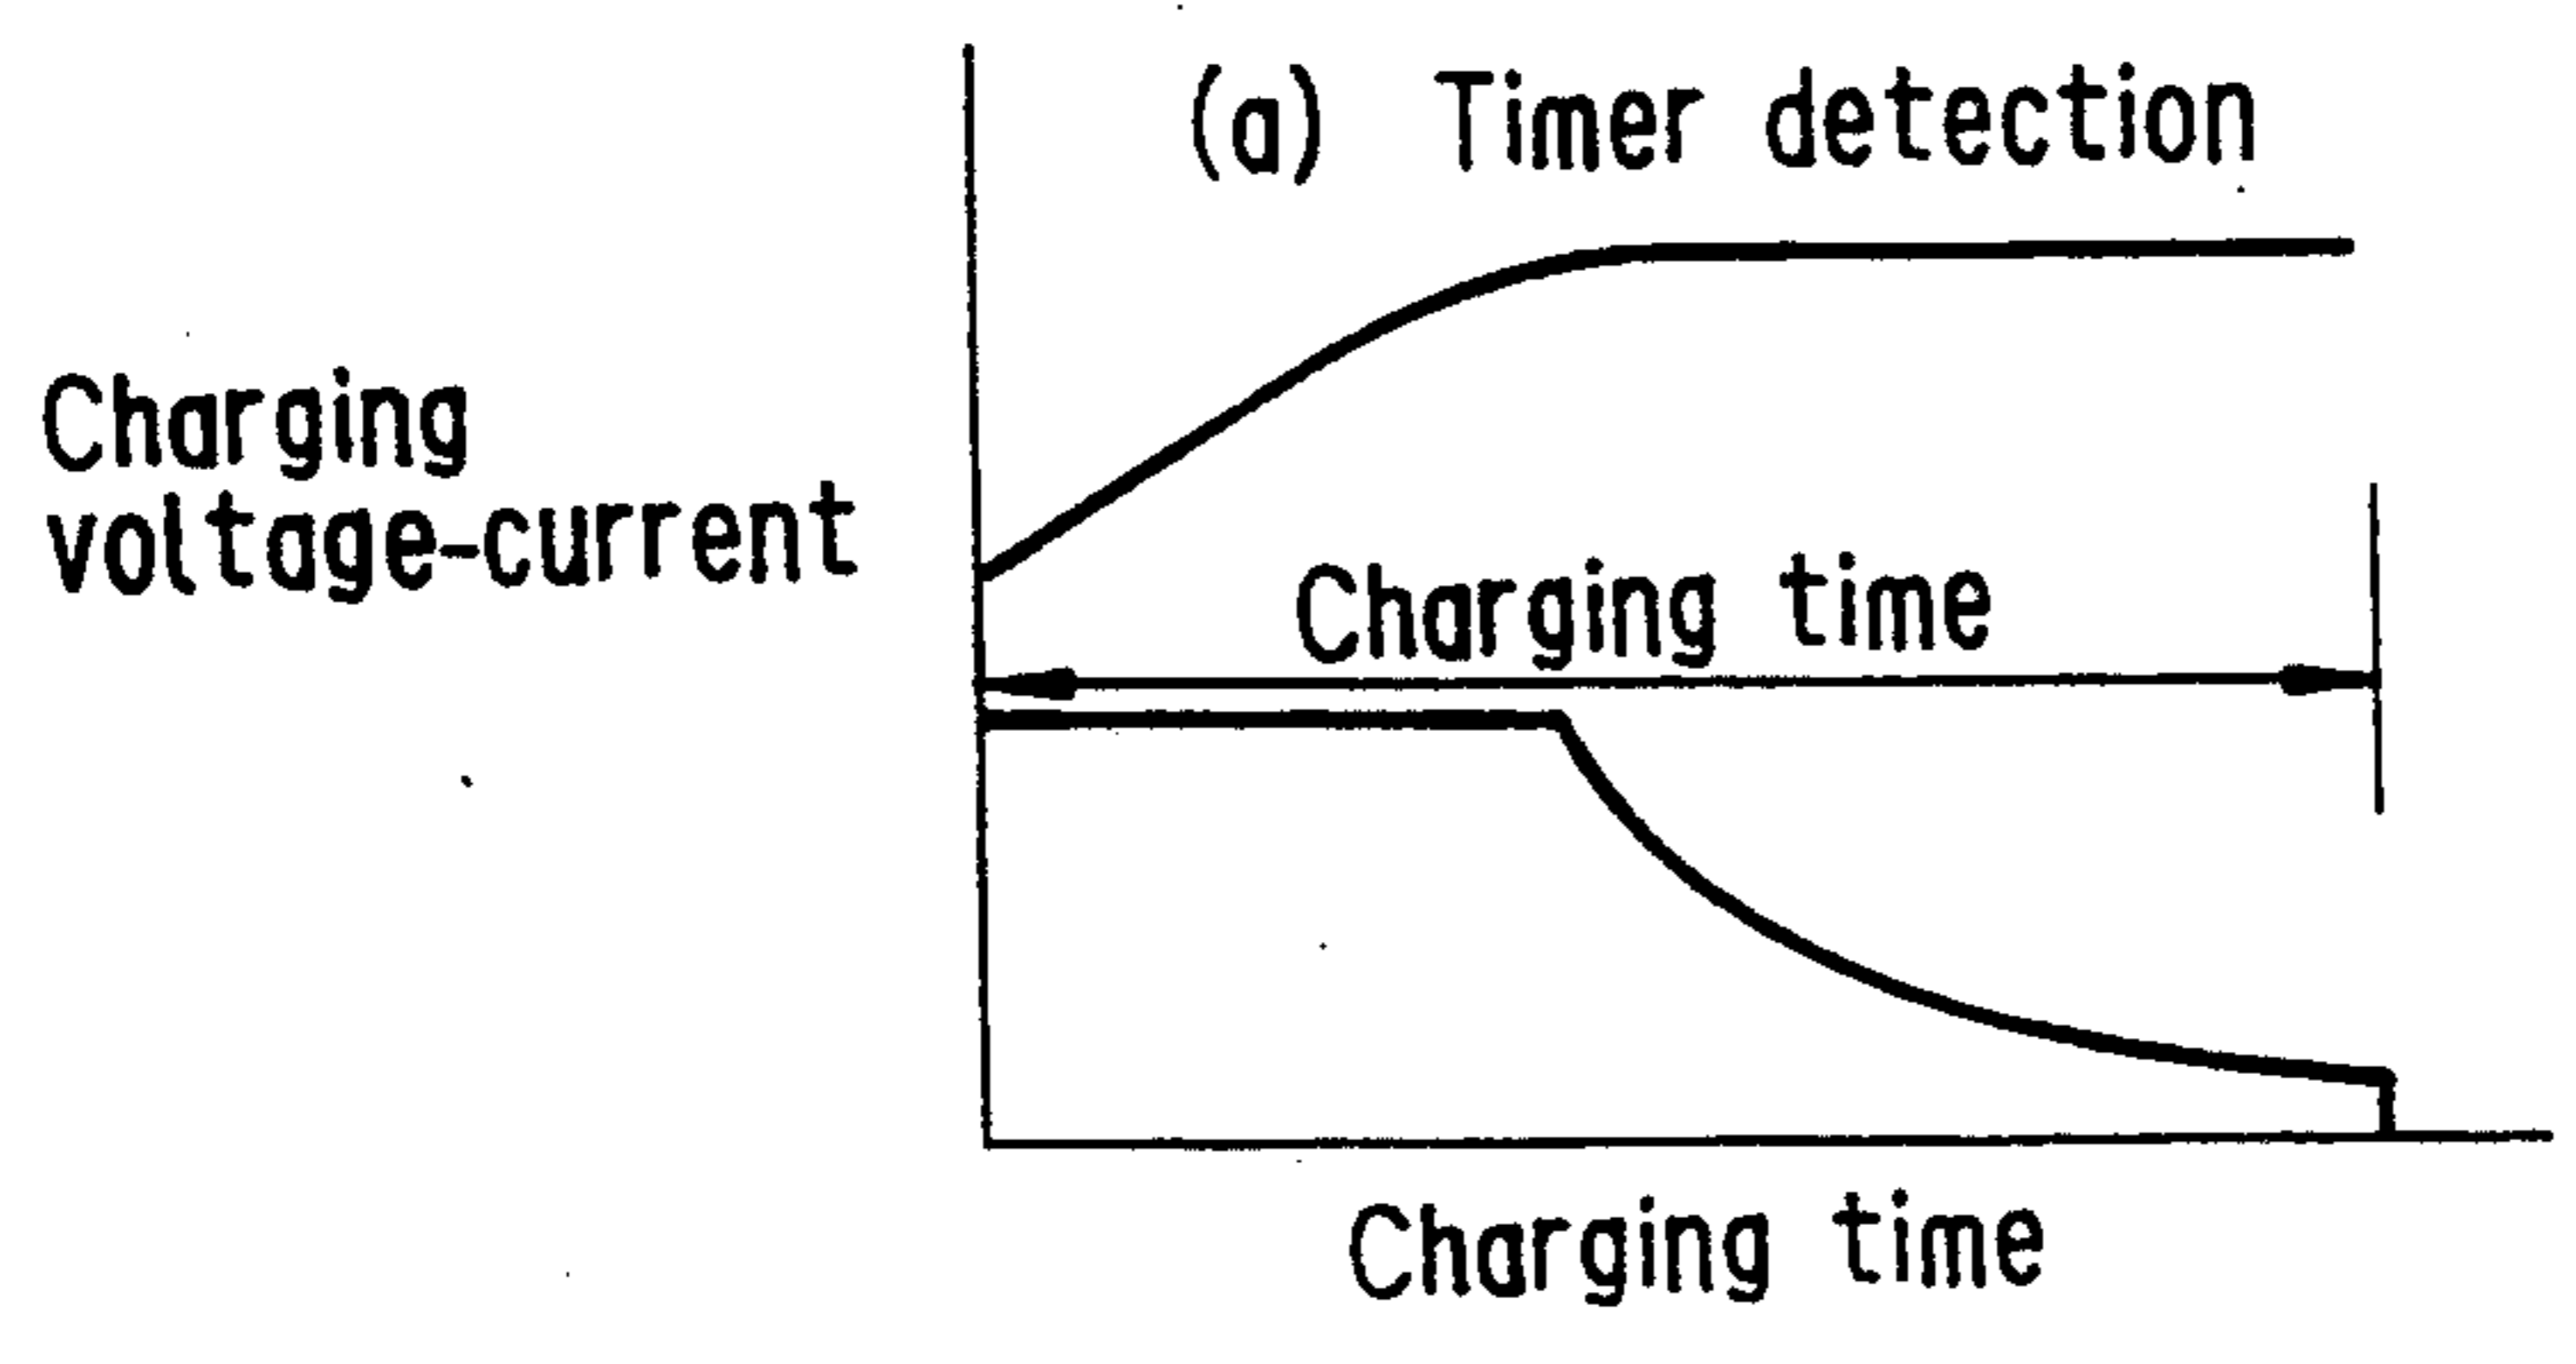 (a) Timer detection
Charging
voltage-current
Charging time
Charging time